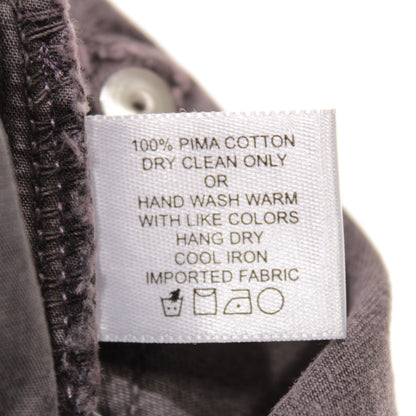 100% PIMA COTTON
DRY CLEAN ONLY
OR
HAND WASH WARM
WITH LIKE COLORS
HANG DRY
COOL IRON
IMPORTED FABRIC